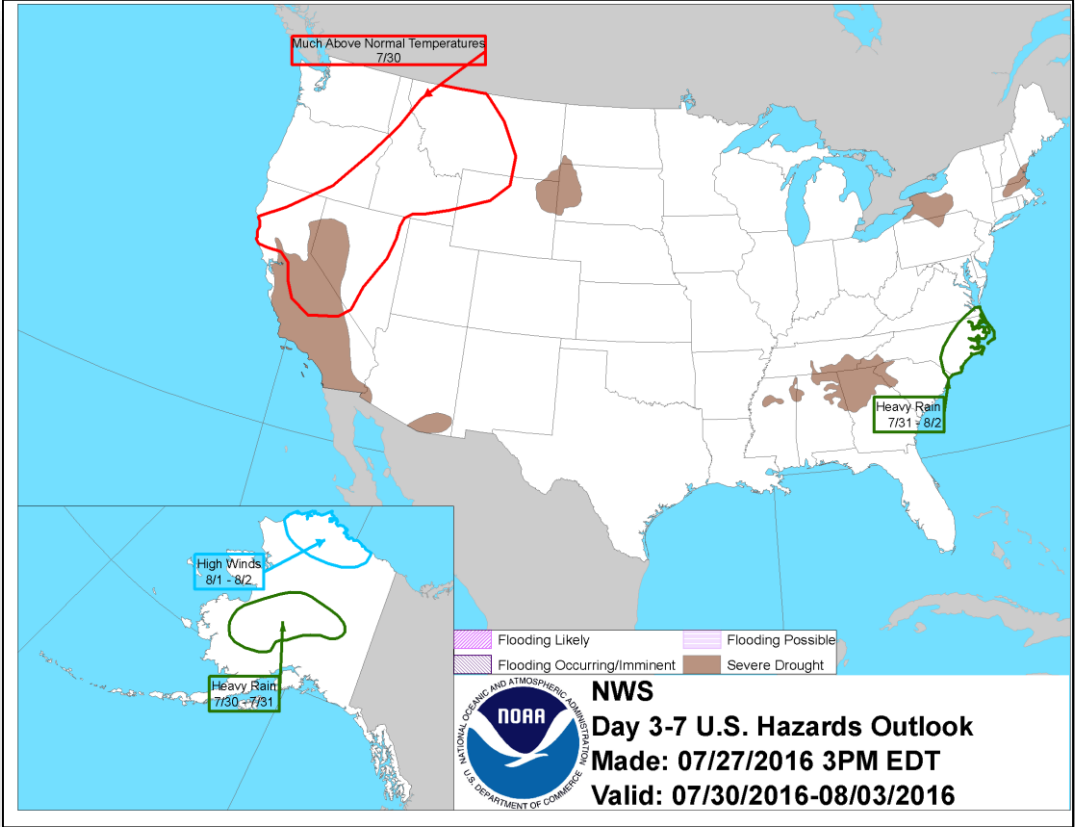 Much Above Normal Temperatures
7/30
Heavy Rain
7/31 - 8/2
High Winds
8/1 - 8/2
Heavy Rain
7/30 - 7/31
Flooding Likely
Flooding Possible
Flooding Occurring/Imminent
Severe Drought
NATIONAL OCEANIC AND ATMOSPHERIC ADMINISTRATION
NOAA
U.S. DEPARTMENT OF COMMERCE
NWS
Day 3-7 U.S. Hazards Outlook
Made: 07/27/2016 3PM EDT
Valid: 07/30/2016-08/03/2016